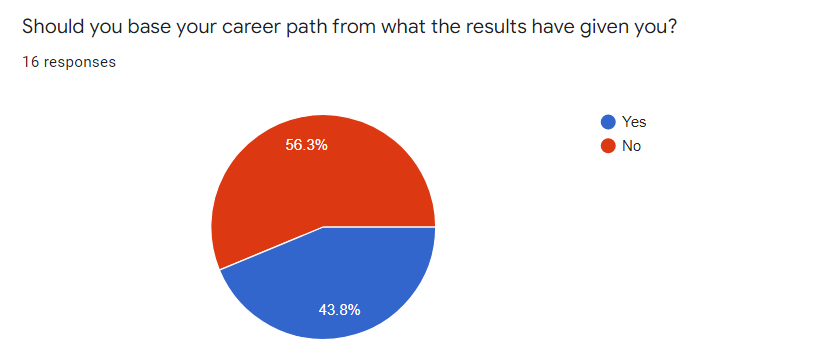 Should you base your career path from what the results have given you?
16 responses
Yes
No
56.3%
43.8%